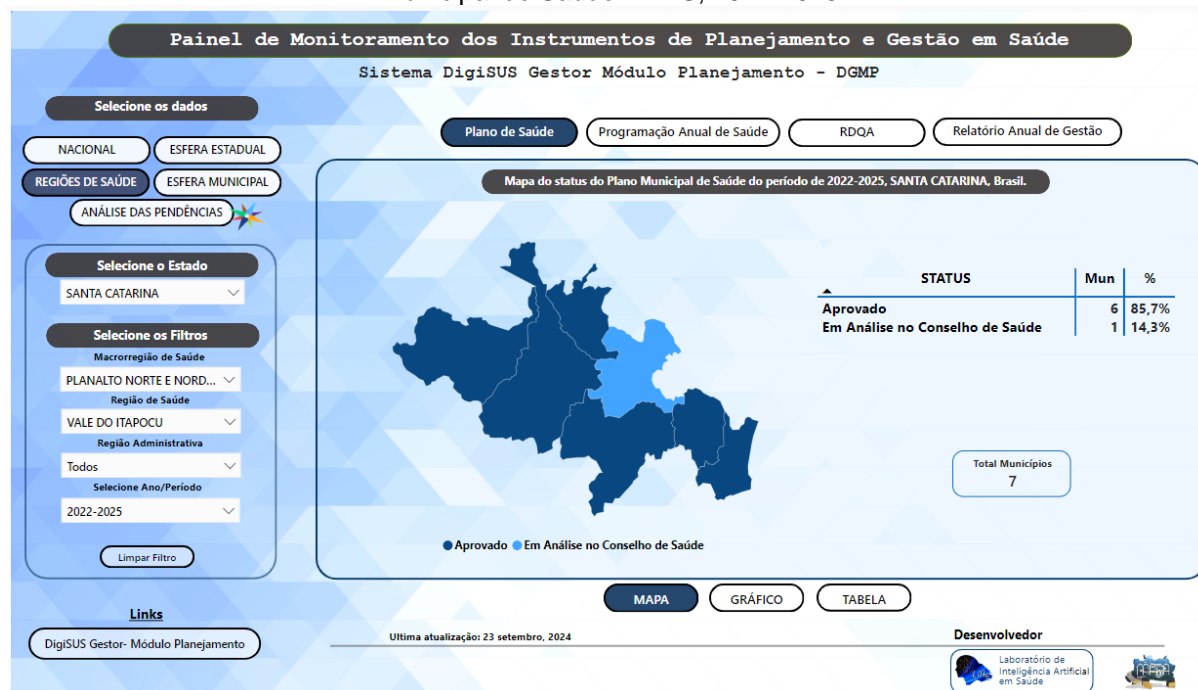 Painel de Monitoramento dos Instrumentos de Planejamento e Gestão em Saúde
Sistema DigiSUS Gestor Módulo Planejamento - DGMP
Selecione os dados
NACIONAL
ESFERA ESTADUAL
REGIÕES DE SAÚDE
ESFERA MUNICIPAL
ANÁLISE DAS PENDÊNCIAS
Plano de Saúde
Programação Anual de Saúde
RDQA
Relatório Anual de Gestão
Selecione o Estado
SANTA CATARINA
Selecione os Filtros
Macrorregião de Saúde
PLANALTO NORTE E NORD...
Região de Saúde
VALE DO ITAPOCU
Região Administrativa
Todos
Selecione Ano/Período
2022-2025
Limpar Filtro
Mapa do status do Plano Municipal de Saúde do período de 2022-2025, SANTA CATARINA, Brasil.
STATUS Mun %
Aprovado 6 85,7%
Em Análise no Conselho de Saúde 1 14,3%
Total Municípios
7
Aprovado Em Análise no Conselho de Saúde
MAPA
GRÁFICO
TABELA
Links
DigiSUS Gestor- Módulo Planejamento
Ultima atualização: 23 setembro, 2024
Desenvolvedor
Laboratório de
Inteligência Artificial
em Saúde